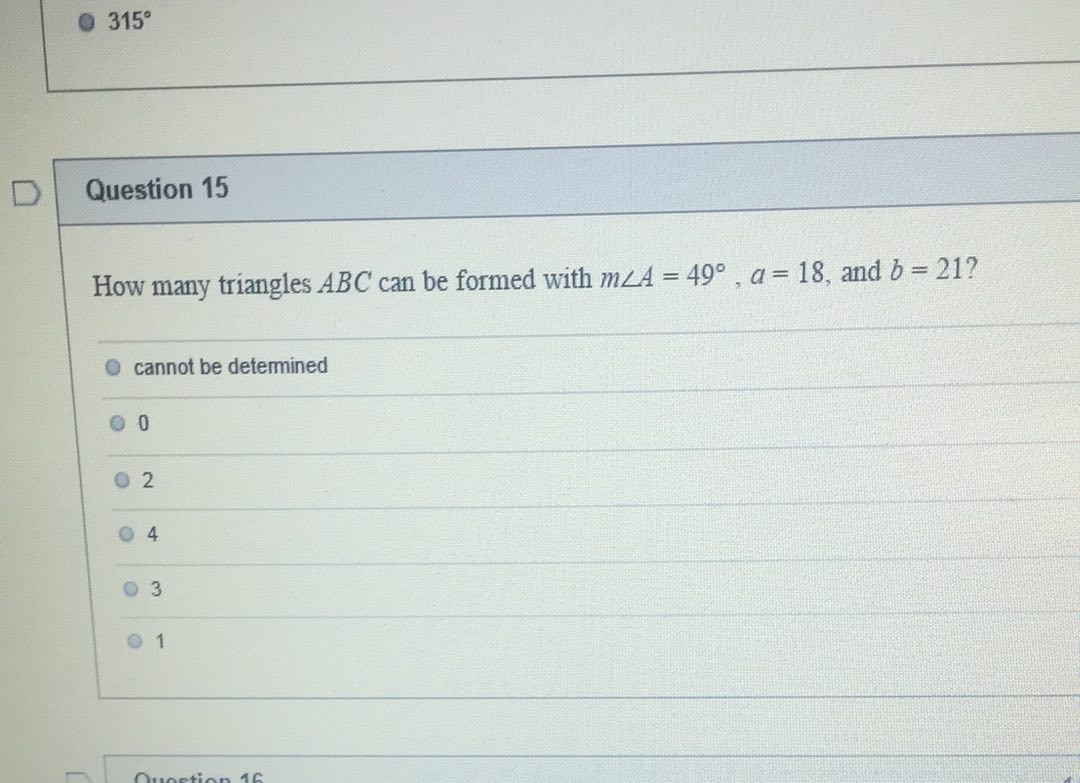 315°
Question 15
How many triangles ABC can be formed with m∠A = 49° , a = 18, and b = 21?
cannot be determined
0
2
4
3
1
Question 16